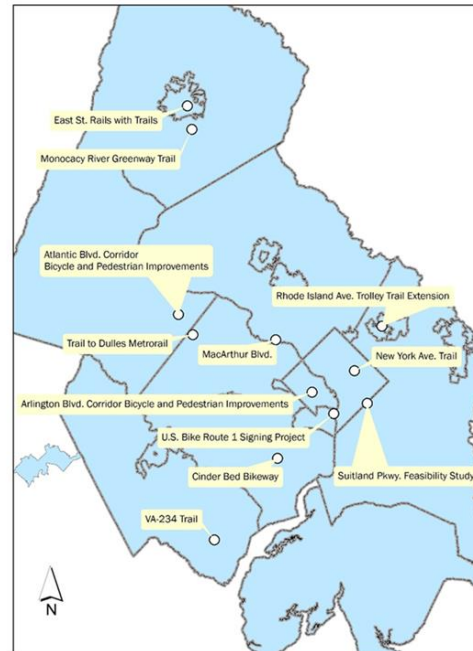 East St. Rails with Trails
Monocacy River Greenway Trail
Atlantic Blvd. Corridor
Bicycle and Pedestrian Improvements
Rhode Island Ave. Trolley Trail Extension
Trail to Dulles Metrorail
MacArthur Blvd.
New York Ave. Trail
Arlington Blvd. Corridor Bicycle and Pedestrian Improvements
U.S. Bike Route 1 Signing Project
Cinder Bed Bikeway
Suitland Pkwy. Feasibility Study
VA-234 Trail
N